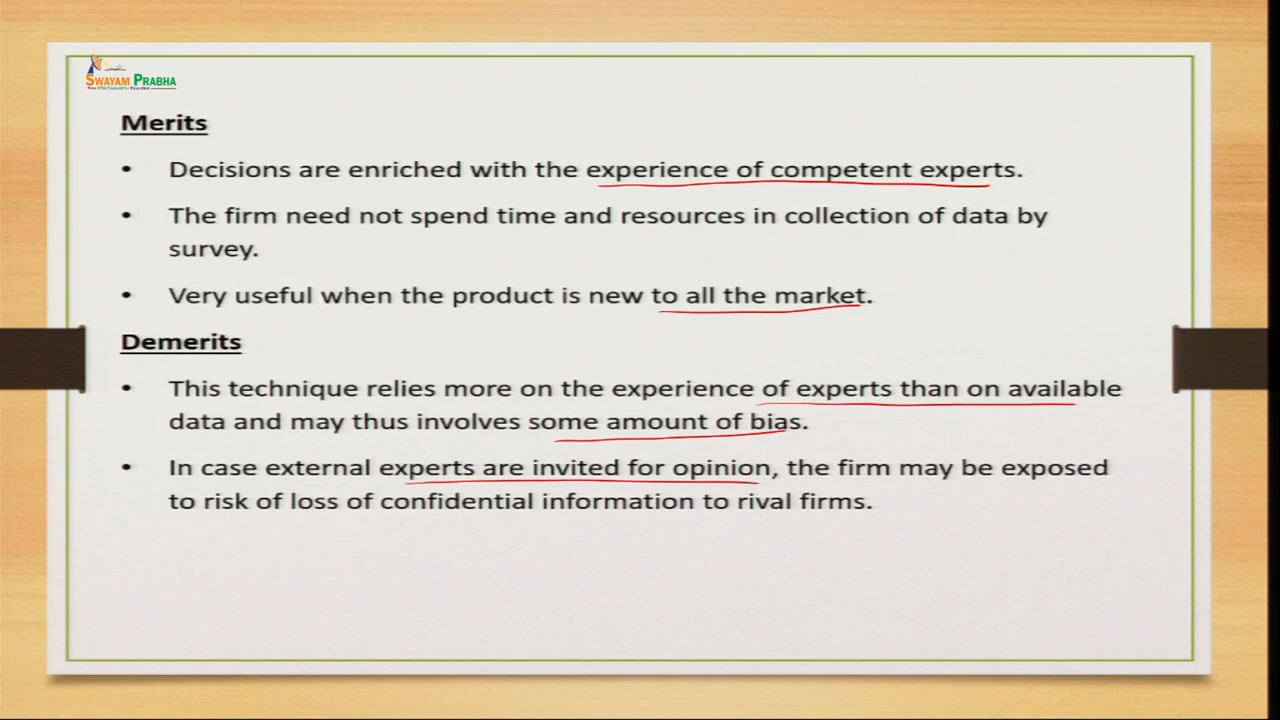 SWAYAM PRABHA
Merits
• Decisions are enriched with the experience of competent experts.
• The firm need not spend time and resources in collection of data by
survey.
• Very useful when the product is new to all the market.
Demerits
• This technique relies more on the experience of experts than on available
data and may thus involves some amount of bias.
• In case external experts are invited for opinion, the firm may be exposed
to risk of loss of confidential information to rival firms.